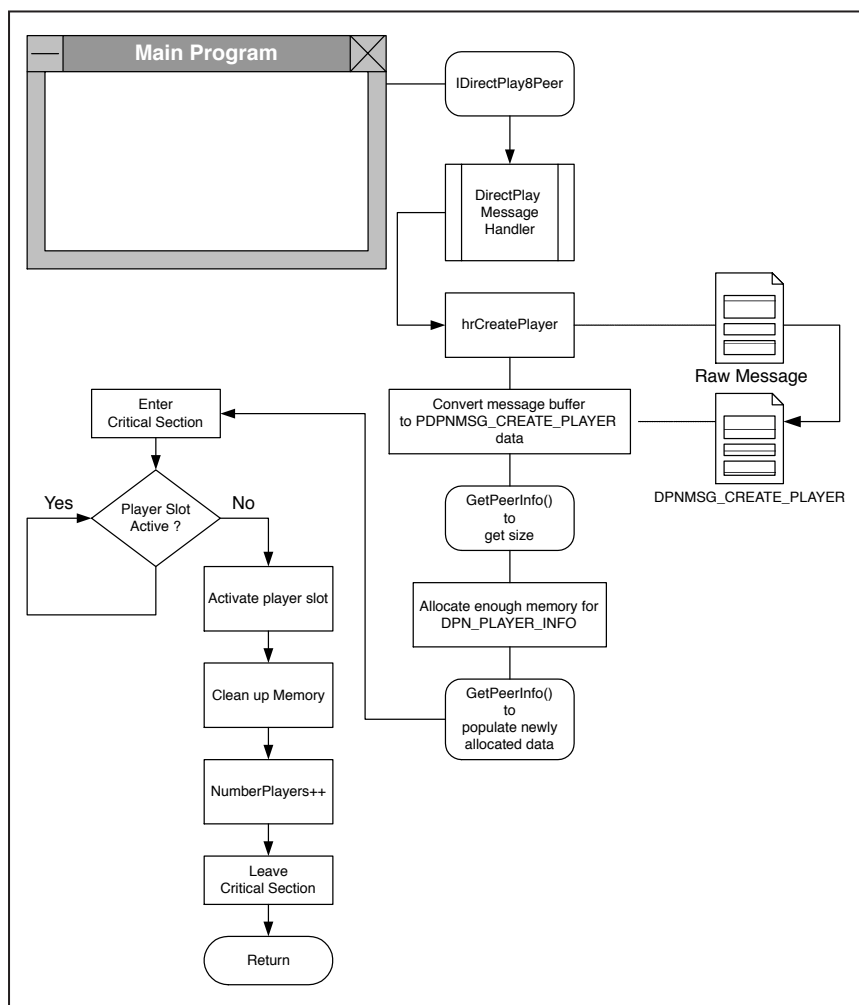 Main Program
IDirectPlay8Peer
DirectPlay
Message
Handler
hrCreatePlayer
Raw Message
Convert message buffer
to PDPNMSG_CREATE_PLAYER
data
DPNMSG_CREATE_PLAYER
GetPeerInfo()
to
get size
Allocate enough memory for
DPN_PLAYER_INFO
GetPeerInfo()
to
populate newly
allocated data
Enter
Critical Section
Player Slot
Active ?
Yes
No
Activate player slot
Clean up Memory
NumberPlayers++
Leave
Critical Section
Return